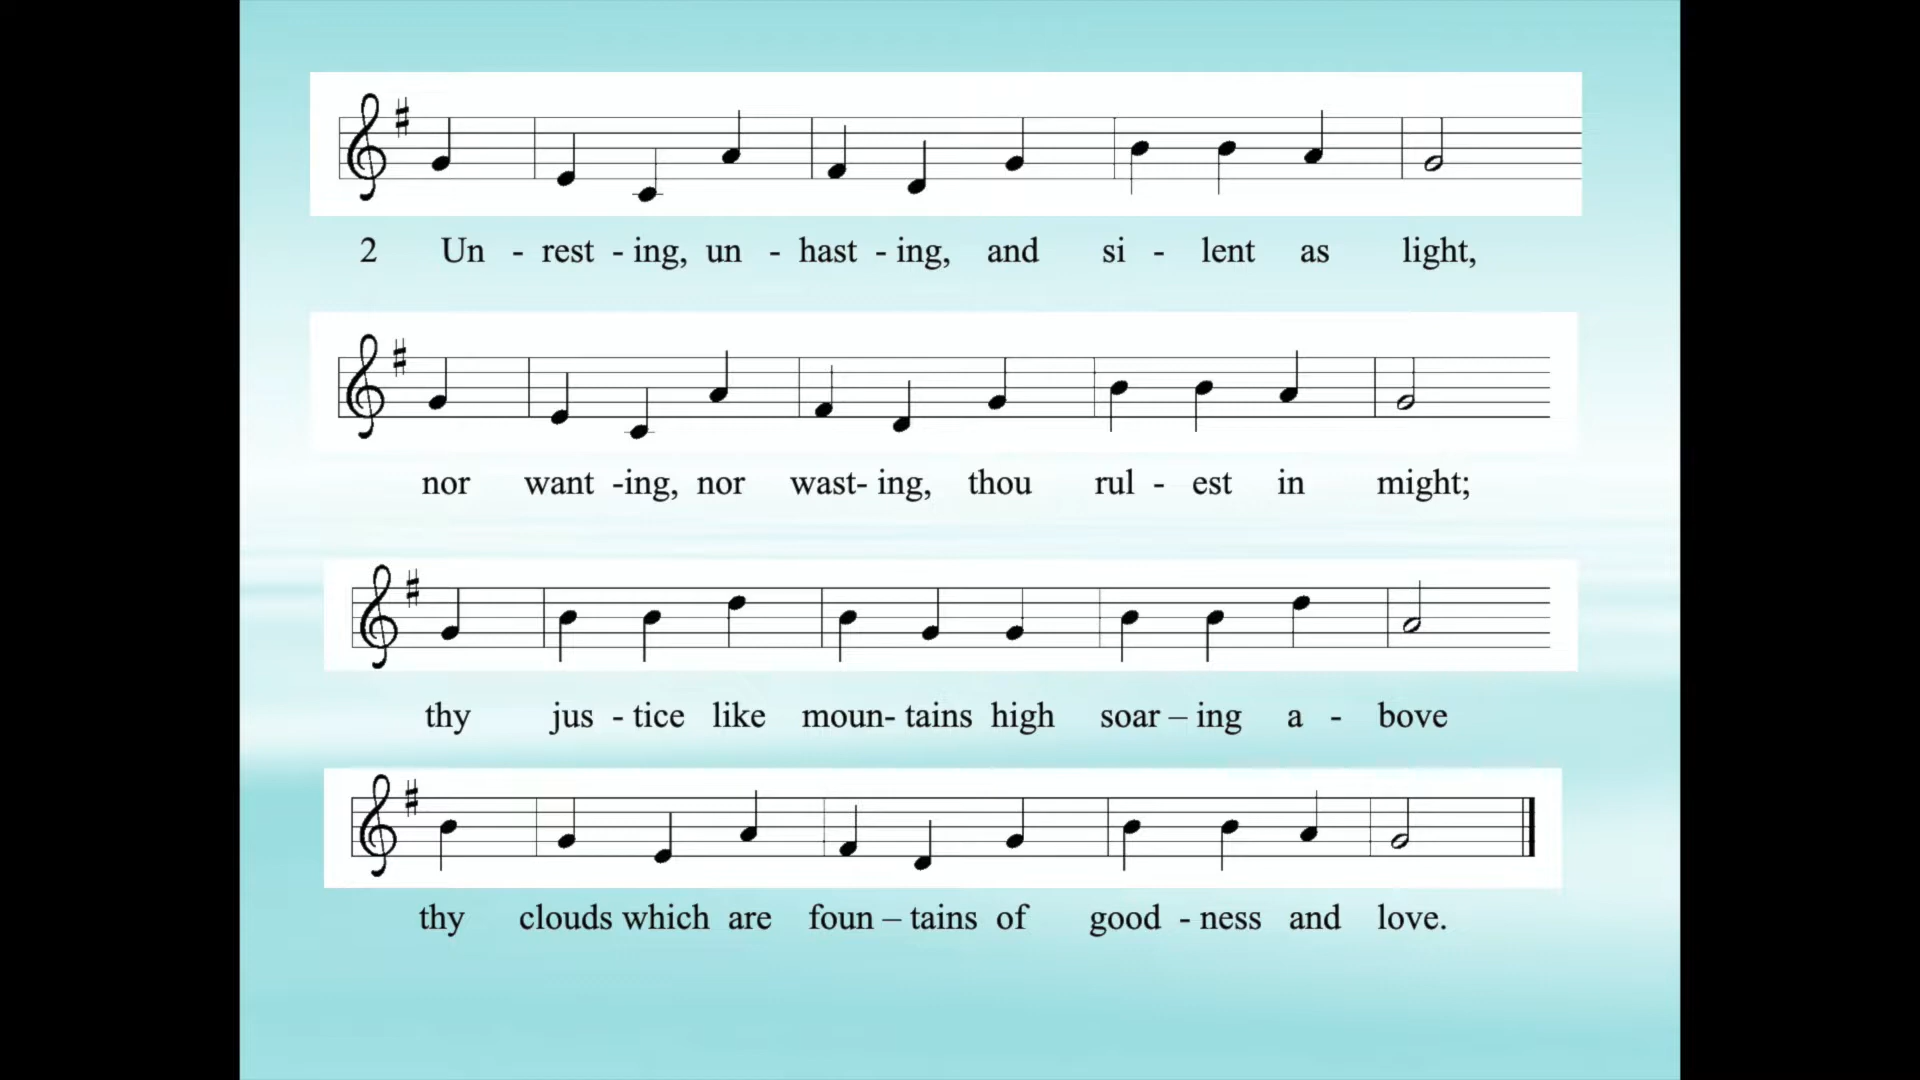 2 Un - rest - ing, un - hast - ing, and si - lent as light,
nor want -ing, nor wast- ing, thou rul - est in might;
thy jus - tice like moun- tains high soar – ing a - bove
thy clouds which are foun – tains of good - ness and love.